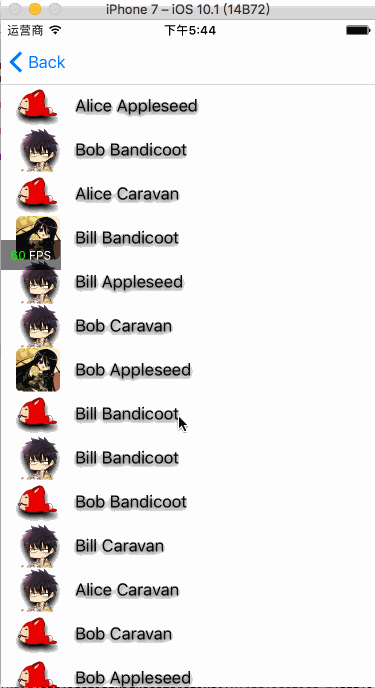 iPhone 7 – iOS 10.1 (14B72)
运营商 下午5:44
Back
Alice Appleseed
Bob Bandicoot
Alice Caravan
Bill Bandicoot
60 FPS
Bill Appleseed
Bob Caravan
Bob Appleseed
Bill Bandicoot
Bill Bandicoot
Bob Bandicoot
Bill Caravan
Alice Caravan
Bob Caravan
Bob Appleseed